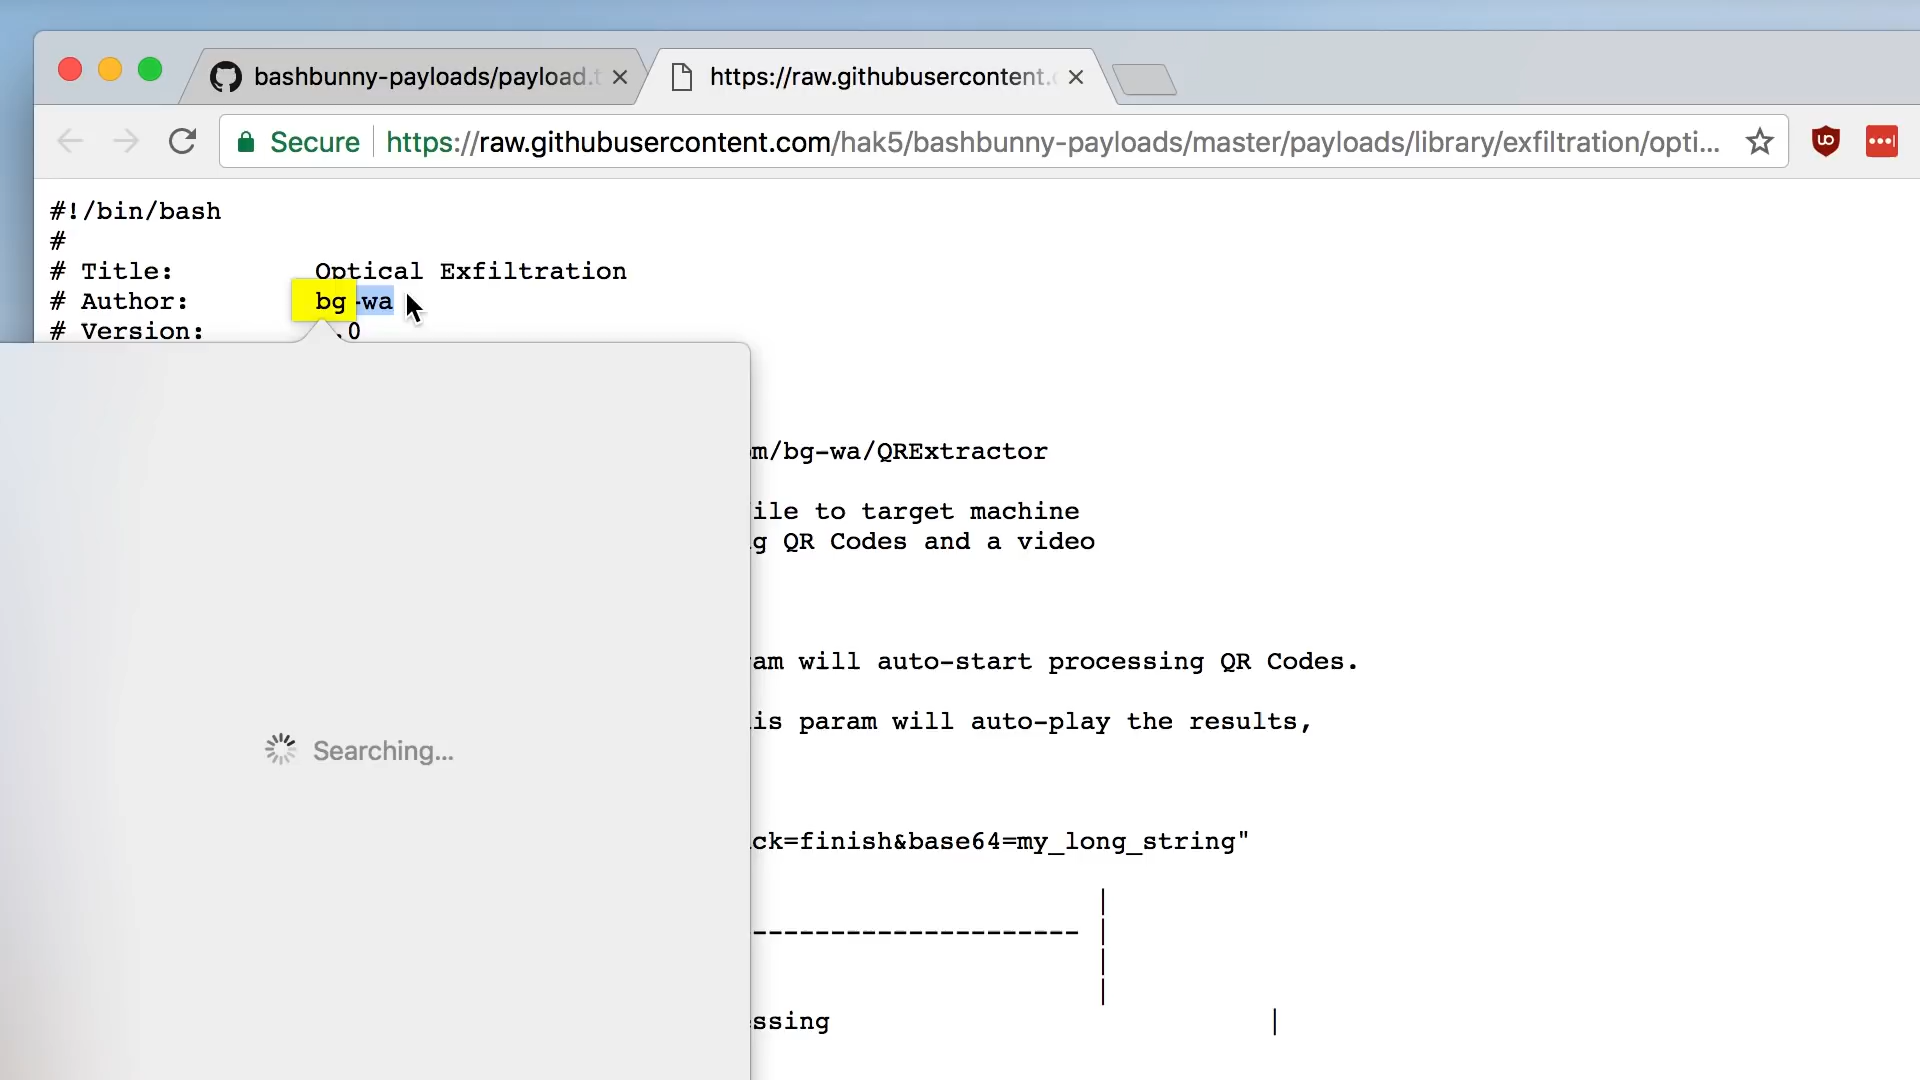 bashbunny-payloads/payload.t
https://raw.githubusercontent.
Secure https://raw.githubusercontent.com/hak5/bashbunny-payloads/master/payloads/library/exfiltration/opti...
#!/bin/bash
#
# Title: Optical Exfiltration
# Author: bg-wa
# Version: .0
m/bg-wa/QRExtractor
ile to target machine
g QR Codes and a video
am will auto-start processing QR Codes.
is param will auto-play the results,
Searching...
ck=finish&base64=my_long_string"
|
--------------------- |
|
|
ssing |